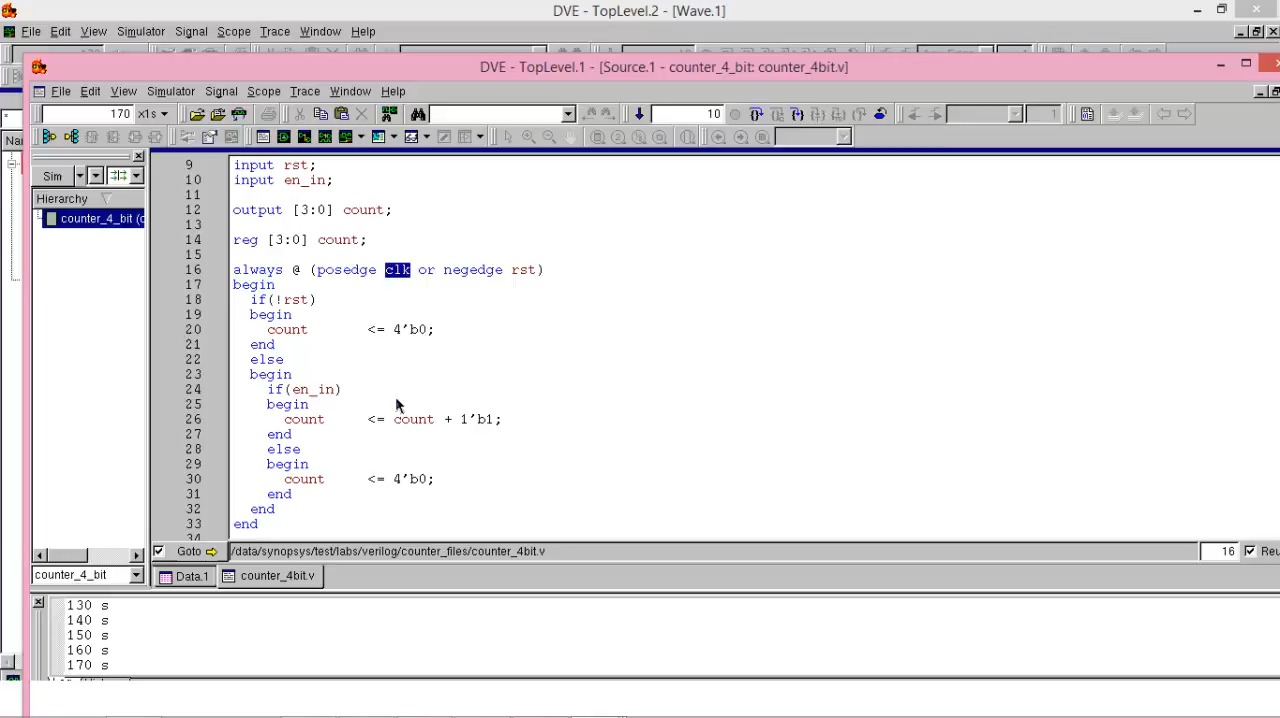 DVE - TopLevel.2 - [Wave.1]
File Edit View Simulator Signal Scope Trace Window Help
DVE - TopLevel.1 - [Source.1 - counter_4_bit: counter_4bit.v]
File Edit View Simulator Signal Scope Trace Window Help
170 x1s 10 1
Sim
Hierarchy
counter_4_bit (c
9 input rst;
10 input en_in;
11
12 output [3:0] count;
13
14 reg [3:0] count;
15
16 always @ (posedge clk or negedge rst)
17 begin
18 if(!rst)
19 begin
20 count <= 4'b0;
21 end
22 else
23 begin
24 if(en_in)
25 begin
26 count <= count + 1'b1;
27 end
28 else
29 begin
30 count <= 4'b0;
31 end
32 end
33 end
34
Goto /data/synopsys/test/labs/verilog/counter_files/counter_4bit.v 16 Reu
counter_4_bit Data.1 counter_4bit.v
130 s
140 s
150 s
160 s
170 s